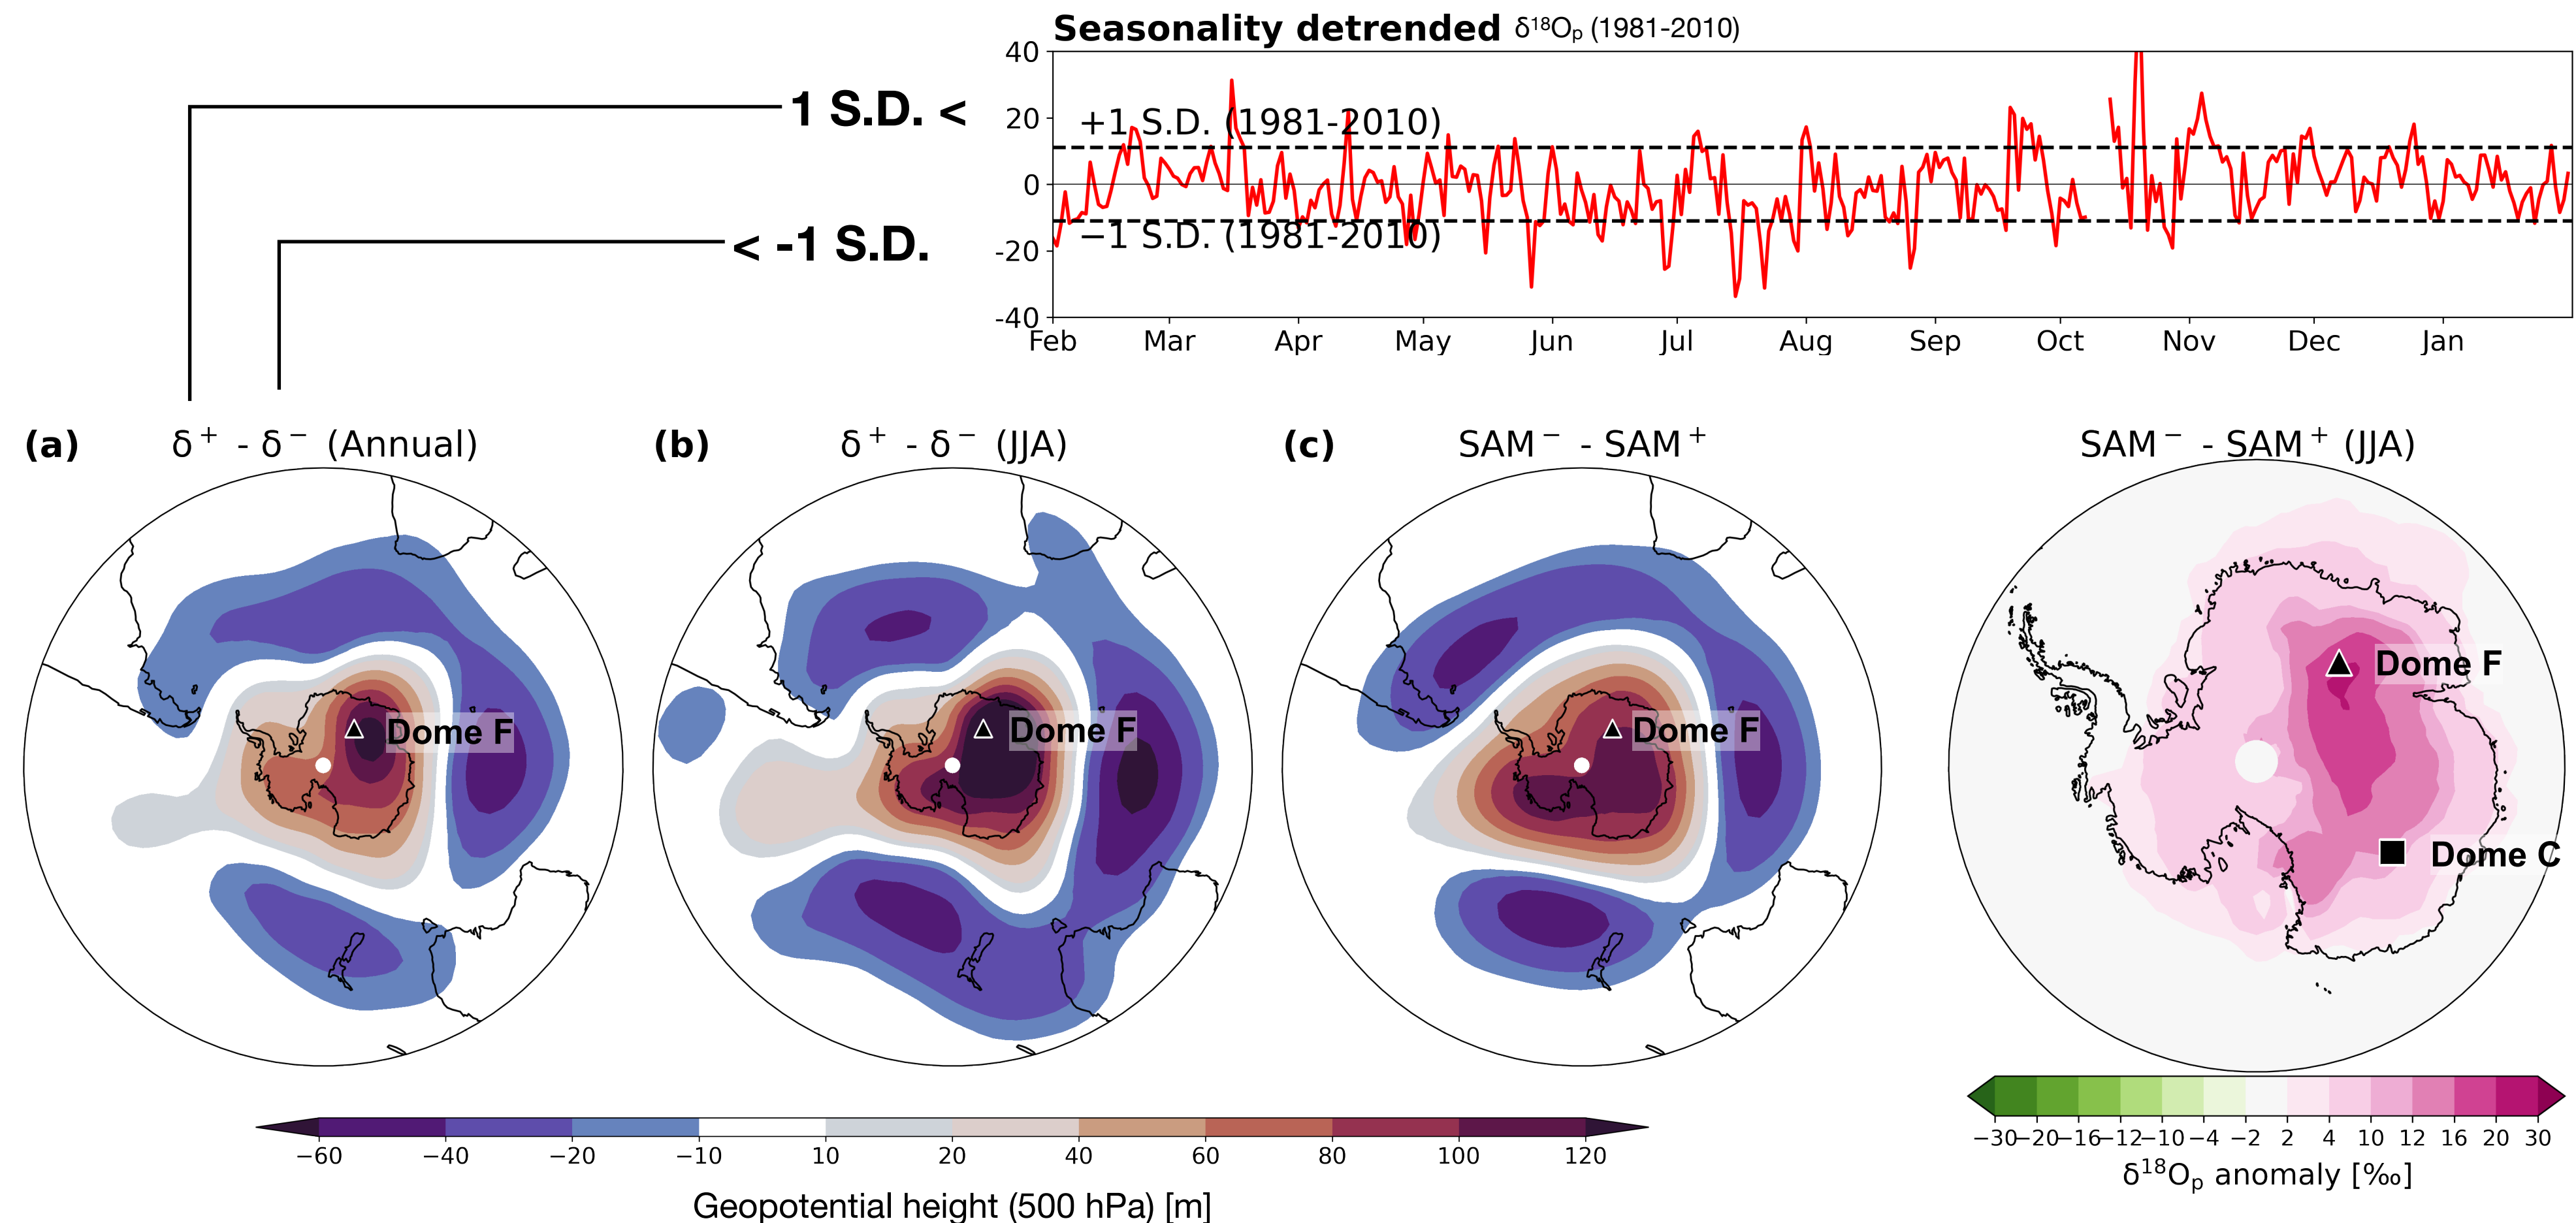 Seasonality detrended δ¹⁸Oₚ (1981-2010)
40
20
0
-20
-40
+1 S.D. (1981-2010)
−1 S.D. (1981-2010)
Feb Mar Apr May Jun Jul Aug Sep Oct Nov Dec Jan
1 S.D. <
< -1 S.D.
(a) δ⁺ - δ⁻ (Annual)
(b) δ⁺ - δ⁻ (JJA)
(c) SAM⁻ - SAM⁺
SAM⁻ - SAM⁺ (JJA)
Dome F
Dome F
Dome F
Dome F
Dome C
−60 −40 −20 −10 10 20 40 60 80 100 120
Geopotential height (500 hPa) [m]
−30 −20 −16 −12 −10 −4 −2 2 4 10 12 16 20 30
δ¹⁸Oₚ anomaly [‰]